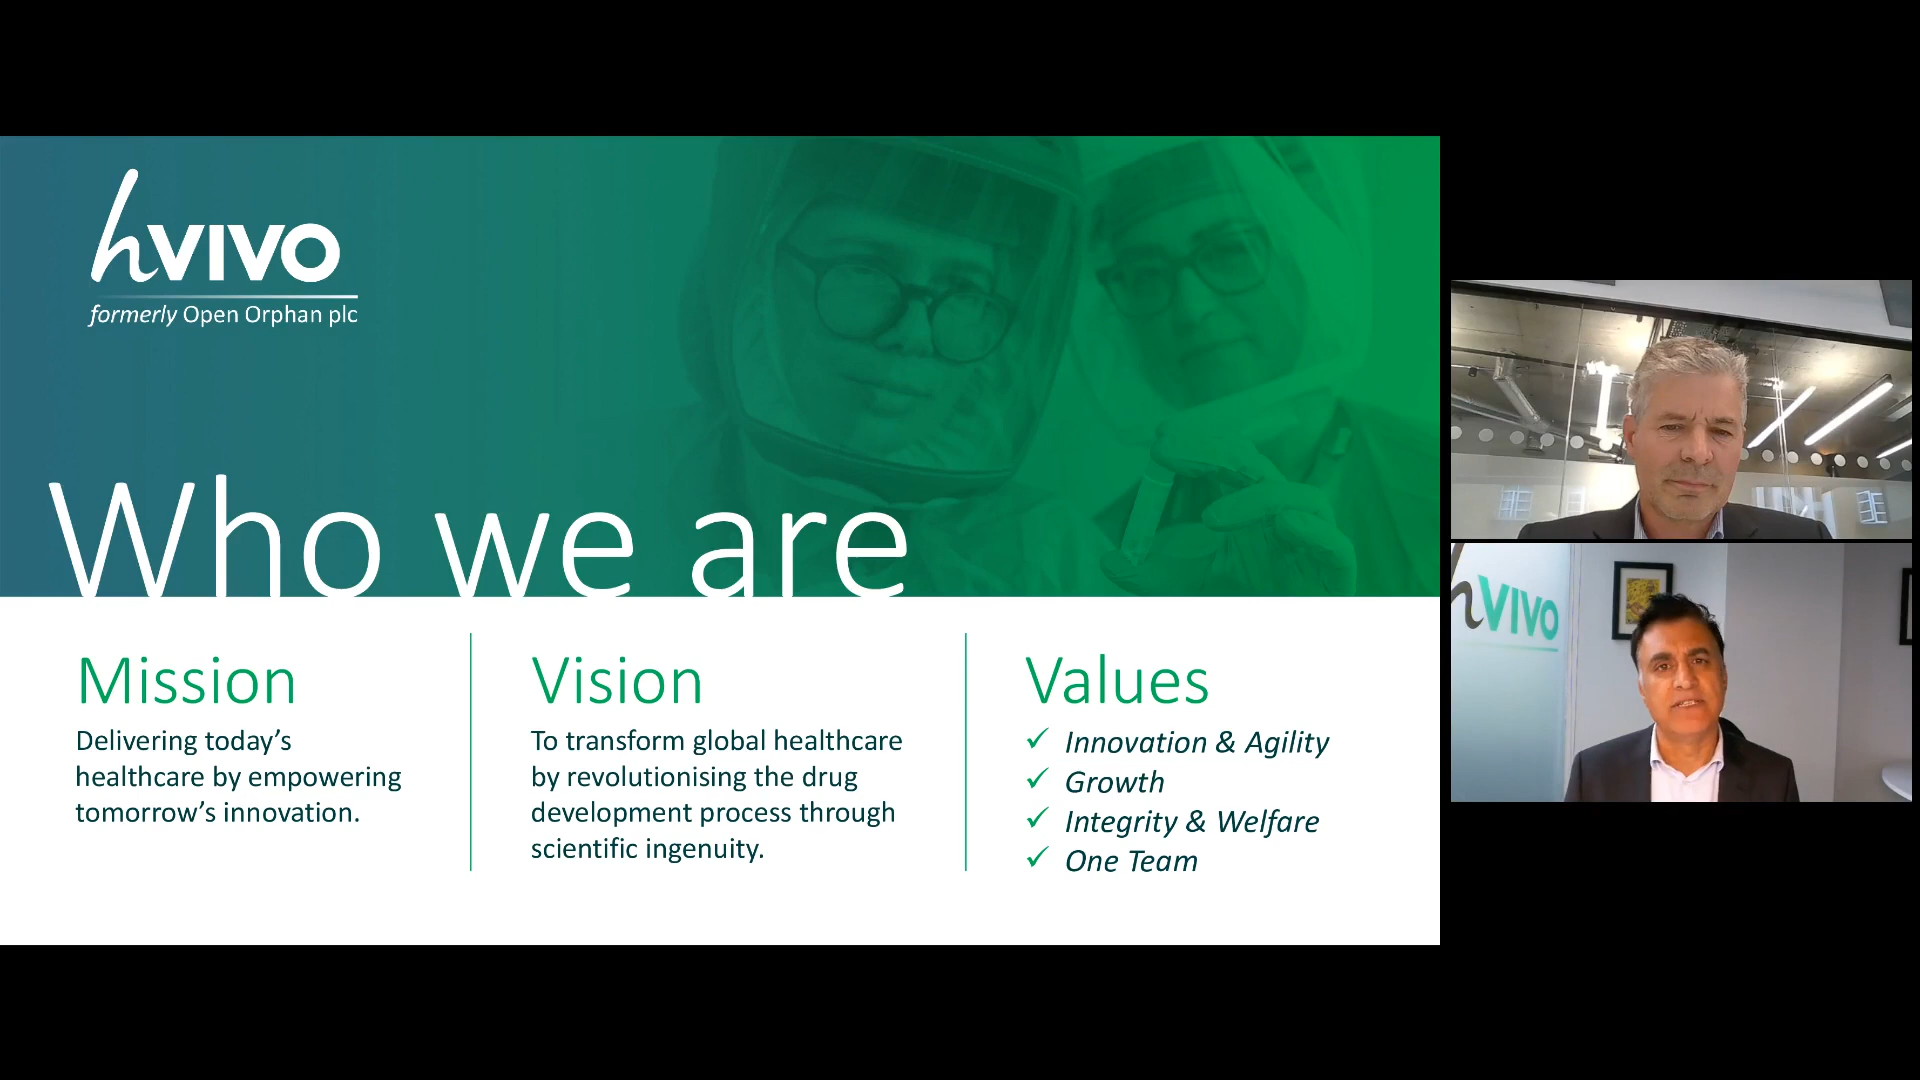 hVIVO
formerly Open Orphan plc
Who we are
Mission
Delivering today’s
healthcare by empowering
tomorrow’s innovation.
Vision
To transform global healthcare
by revolutionising the drug
development process through
scientific ingenuity.
Values
✓ Innovation & Agility
✓ Growth
✓ Integrity & Welfare
✓ One Team
hVIVO